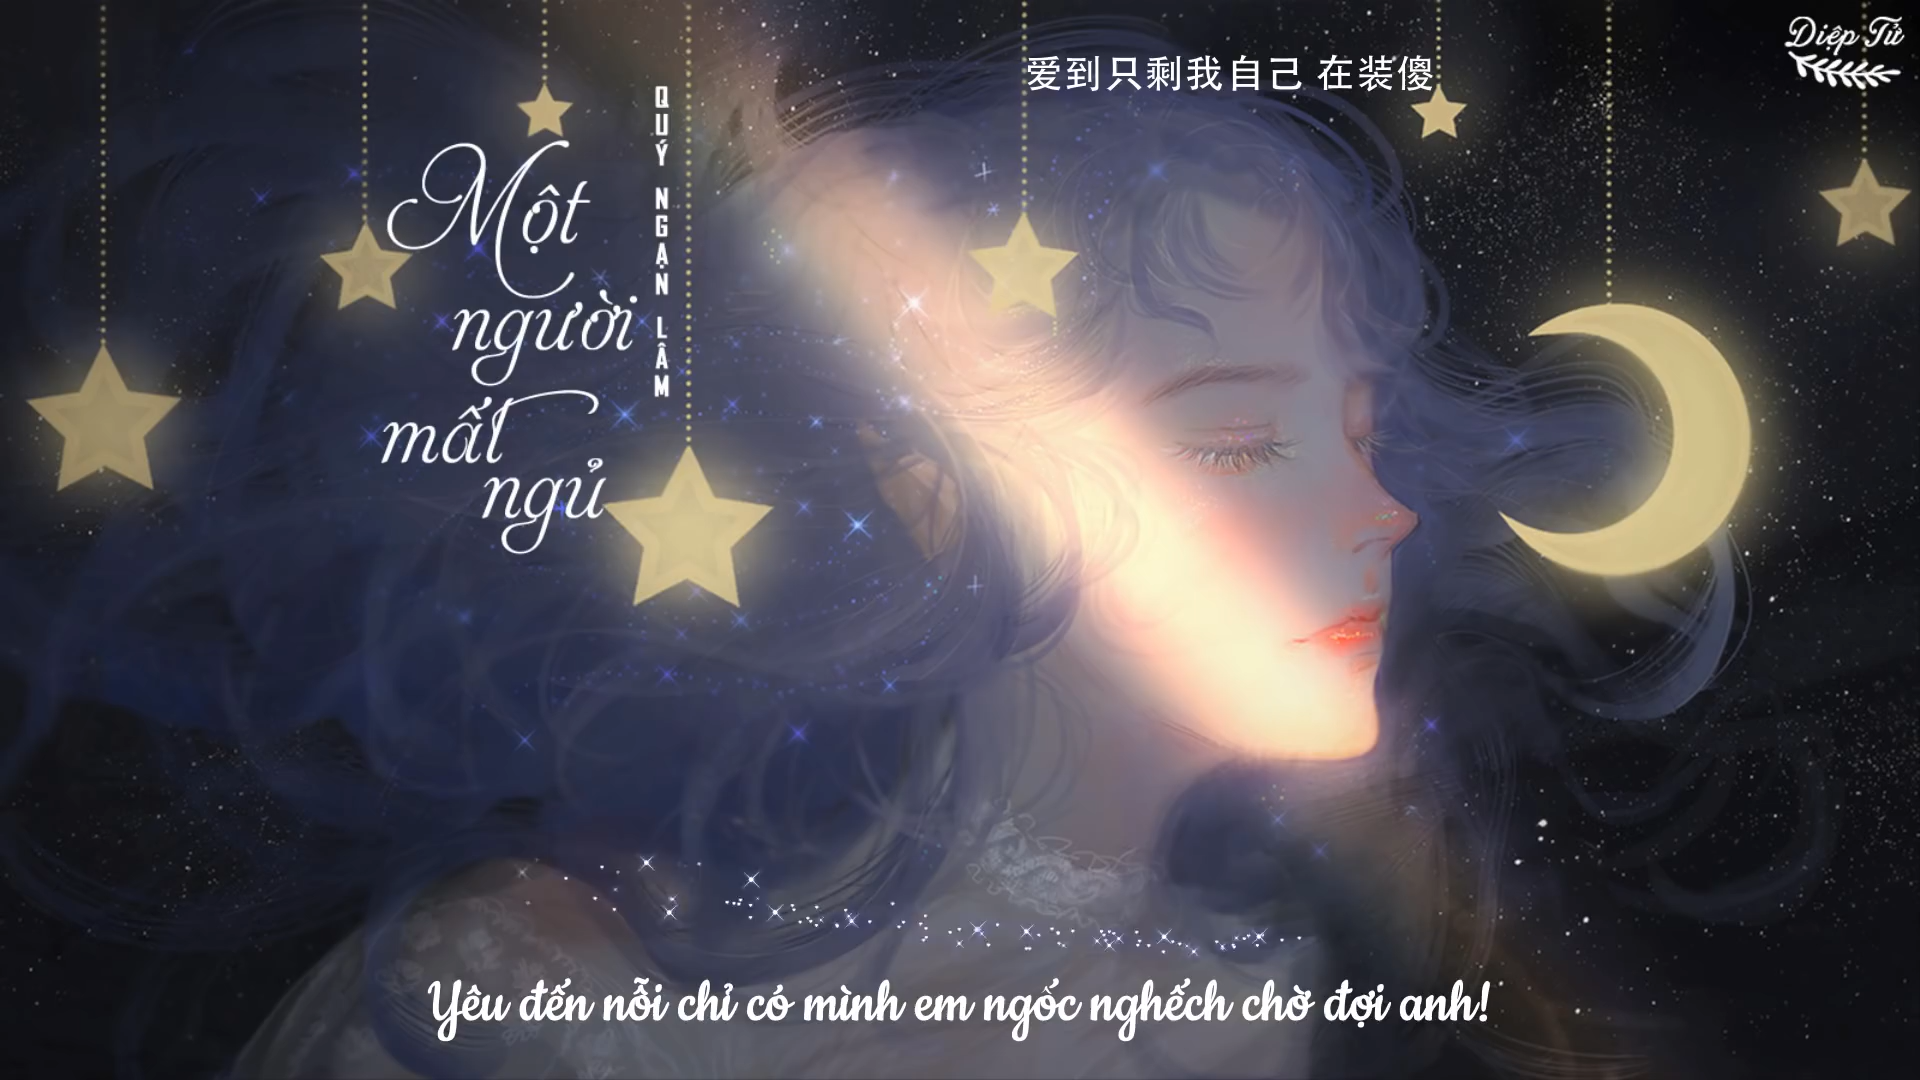 Diệp Tử
爱到只剩我自己 在装傻
QUÝ NGẠN LÂM
Một
người
mất
ngủ
Yêu đến nỗi chỉ có mình em ngốc nghếch chờ đợi anh!